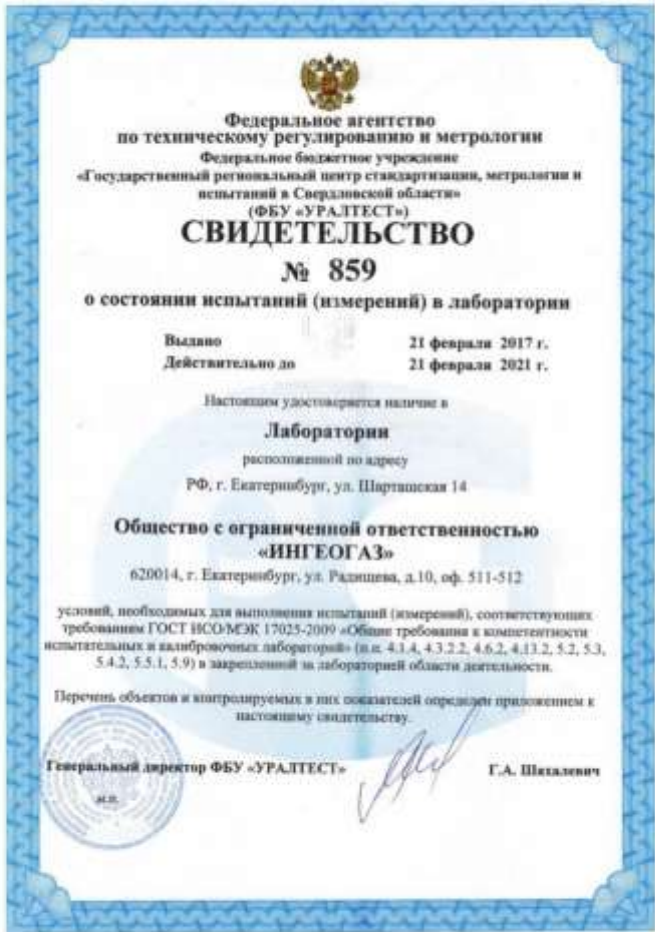 Федеральное агентство
по техническому регулированию и метрологии
Федеральное бюджетное учреждение
«Государственный региональный центр стандартизации, метрологии и
испытаний в Свердловской области»
(ФБУ «УРАЛТЕСТ»)
СВИДЕТЕЛЬСТВО
№ 859
о состоянии испытаний (измерений) в лаборатории
Выдано 21 февраля 2017 г.
Действительно до 21 февраля 2021 г.
Настоящим удостоверяется наличие в
Лаборатории
расположенной по адресу
РФ, г. Екатеринбург, ул. Шарташская 14
Общество с ограниченной ответственностью
«ИНГЕОГАЗ»
620014, г. Екатеринбург, ул. Радищева, д.10, оф. 511-512
условий, необходимых для выполнения испытаний (измерений), соответствующих
требованиям ГОСТ ИСО/МЭК 17025-2009 «Общие требования к компетентности
испытательных и калибровочных лабораторий» (п.п. 4.1.4, 4.3.2.2, 4.6.2, 4.13.2, 5.2, 5.3,
5.4.2, 5.5.1, 5.9) в закрепленной за лабораторией области деятельности.
Перечень объектов и контролируемых в них показателей определен приложением к
настоящему свидетельству.
Генеральный директор ФБУ «УРАЛТЕСТ» Г.А. Шахалевич
м.п.